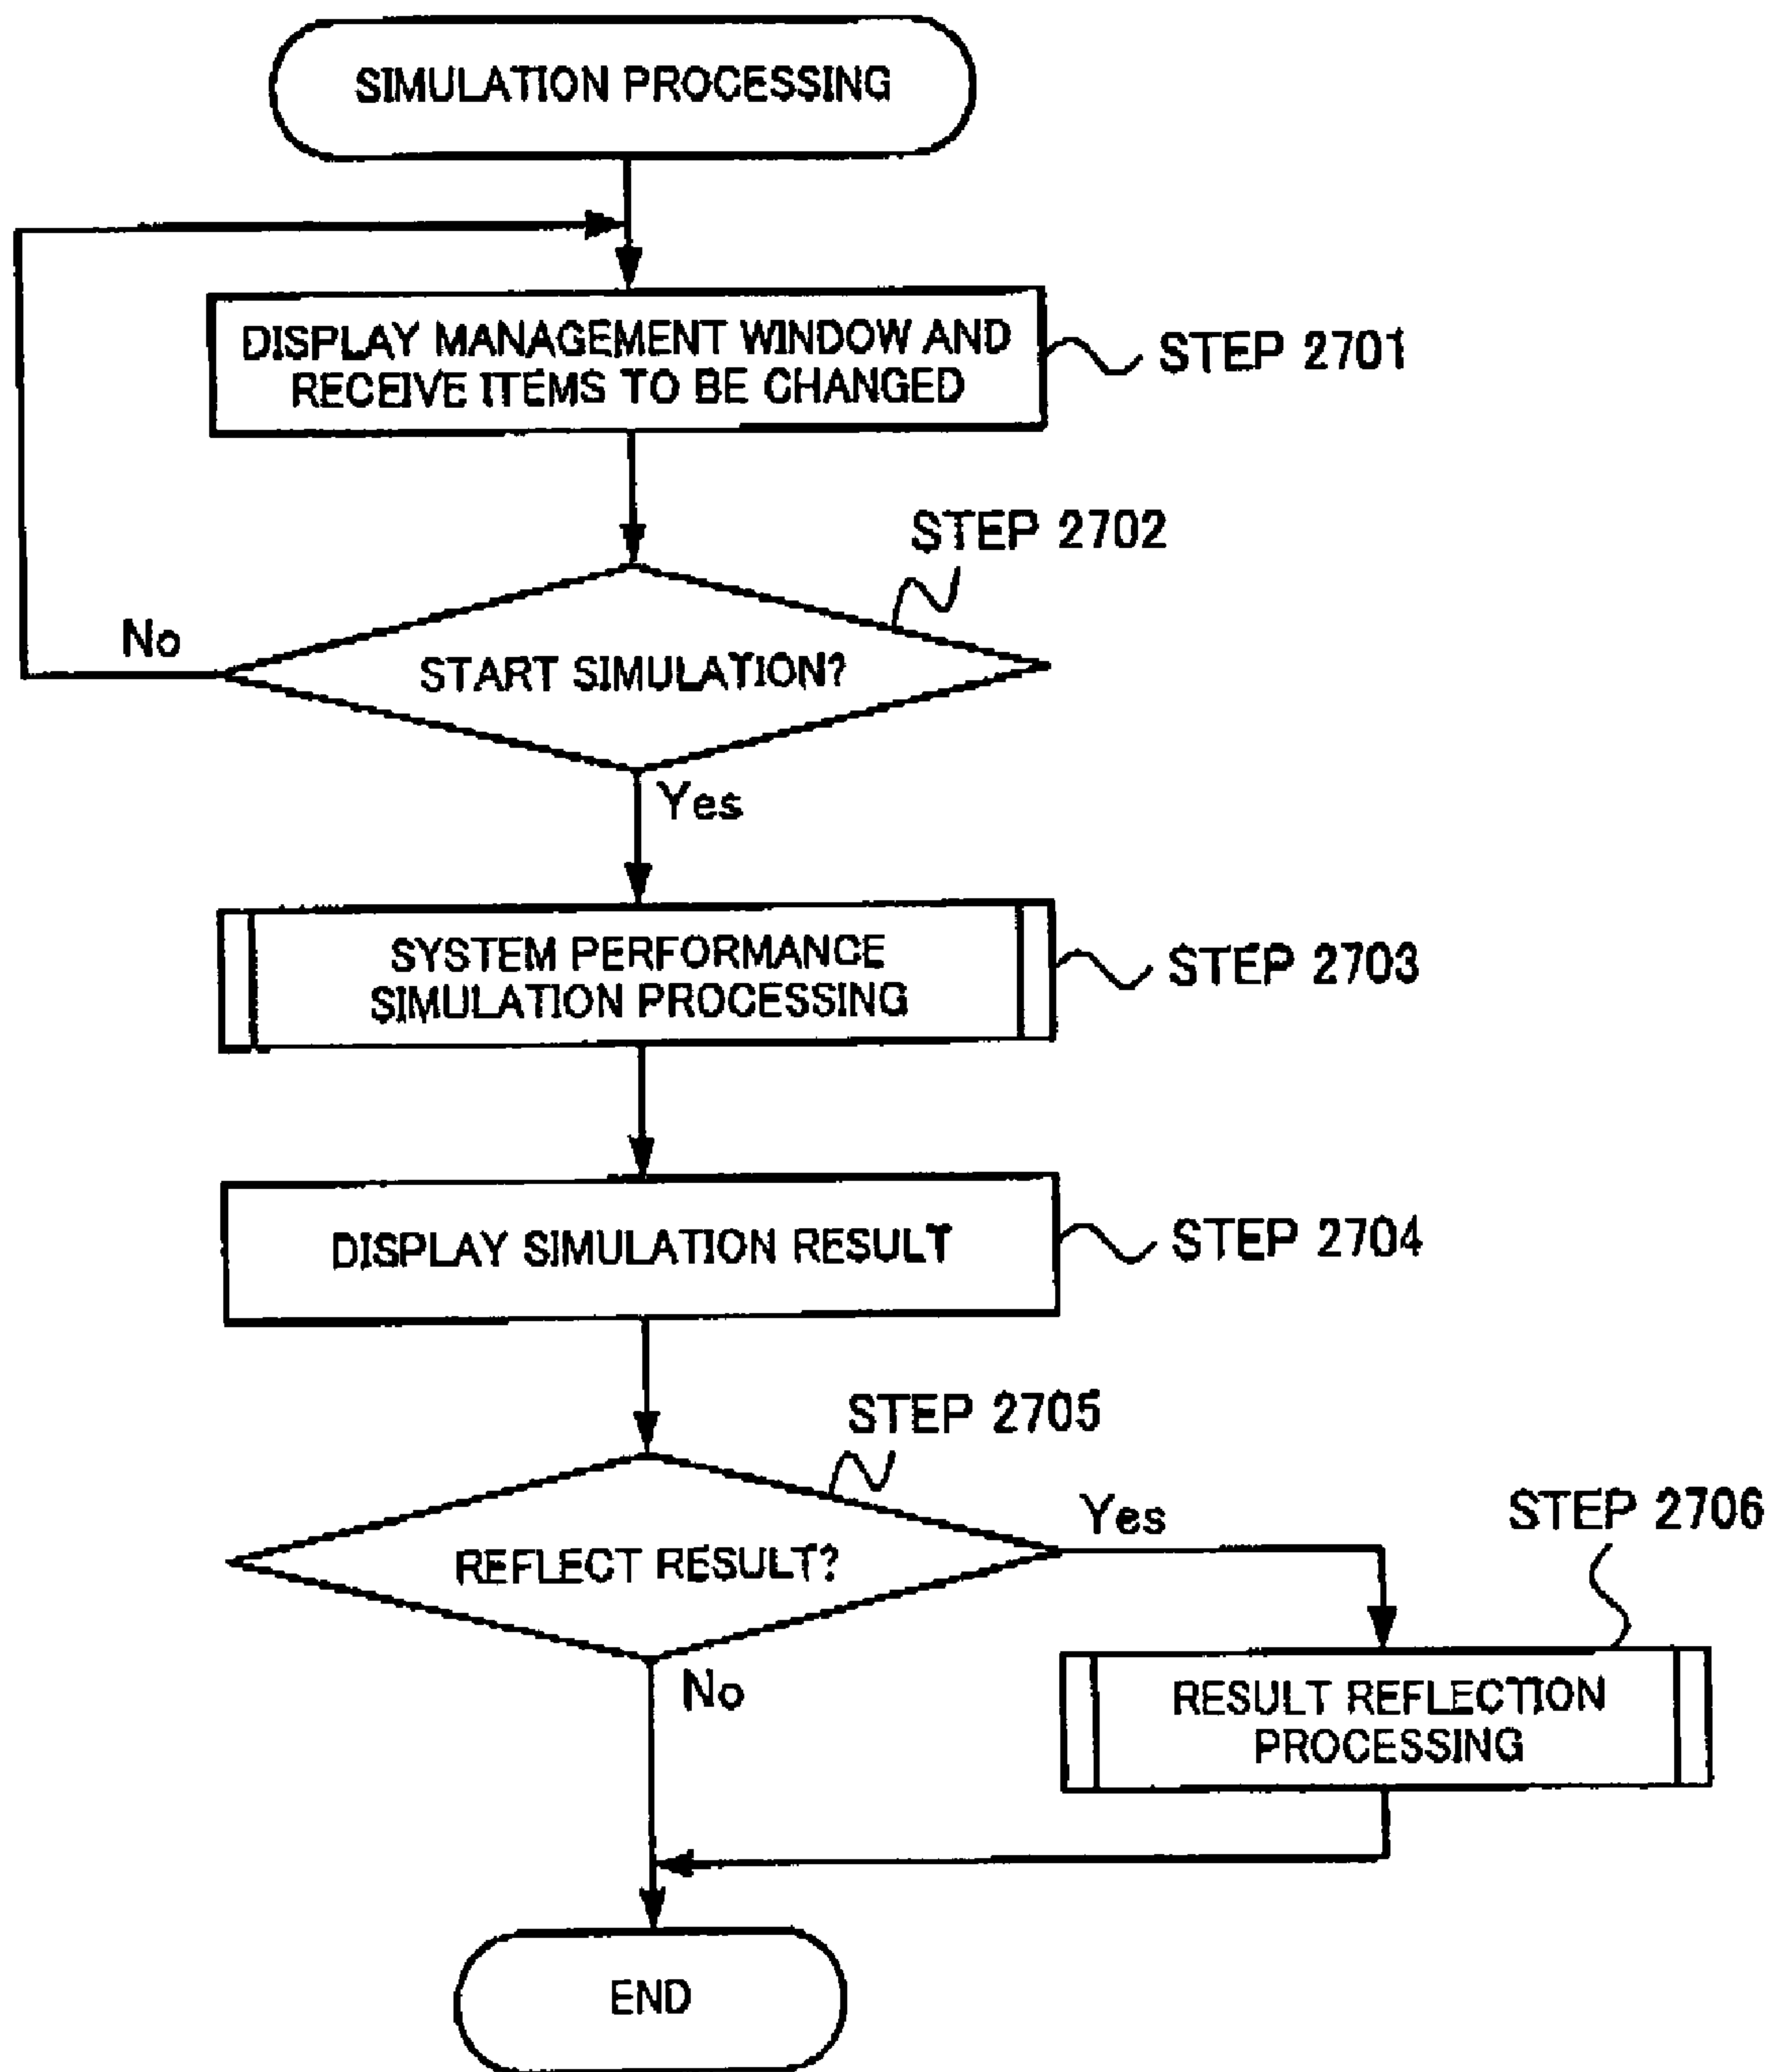 SIMULATION PROCESSING
DISPLAY MANAGEMENT WINDOW AND
RECEIVE ITEMS TO BE CHANGED
STEP 2701
STEP 2702
No
START SIMULATION?
Yes
SYSTEM PERFORMANCE
SIMULATION PROCESSING
STEP 2703
DISPLAY SIMULATION RESULT
STEP 2704
STEP 2705
REFLECT RESULT?
Yes
STEP 2706
No
RESULT REFLECTION
PROCESSING
END